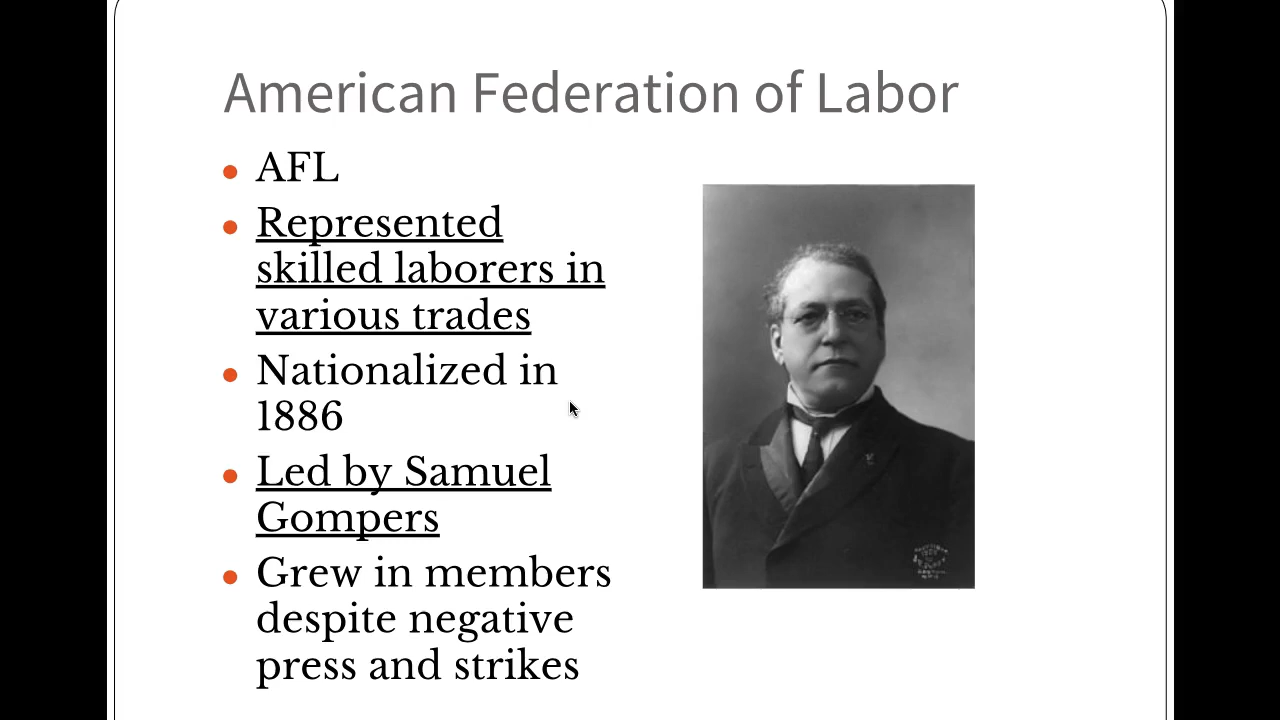 American Federation of Labor
AFL
Represented
skilled laborers in
various trades
Nationalized in
1886
Led by Samuel
Gompers
Grew in members
despite negative
press and strikes